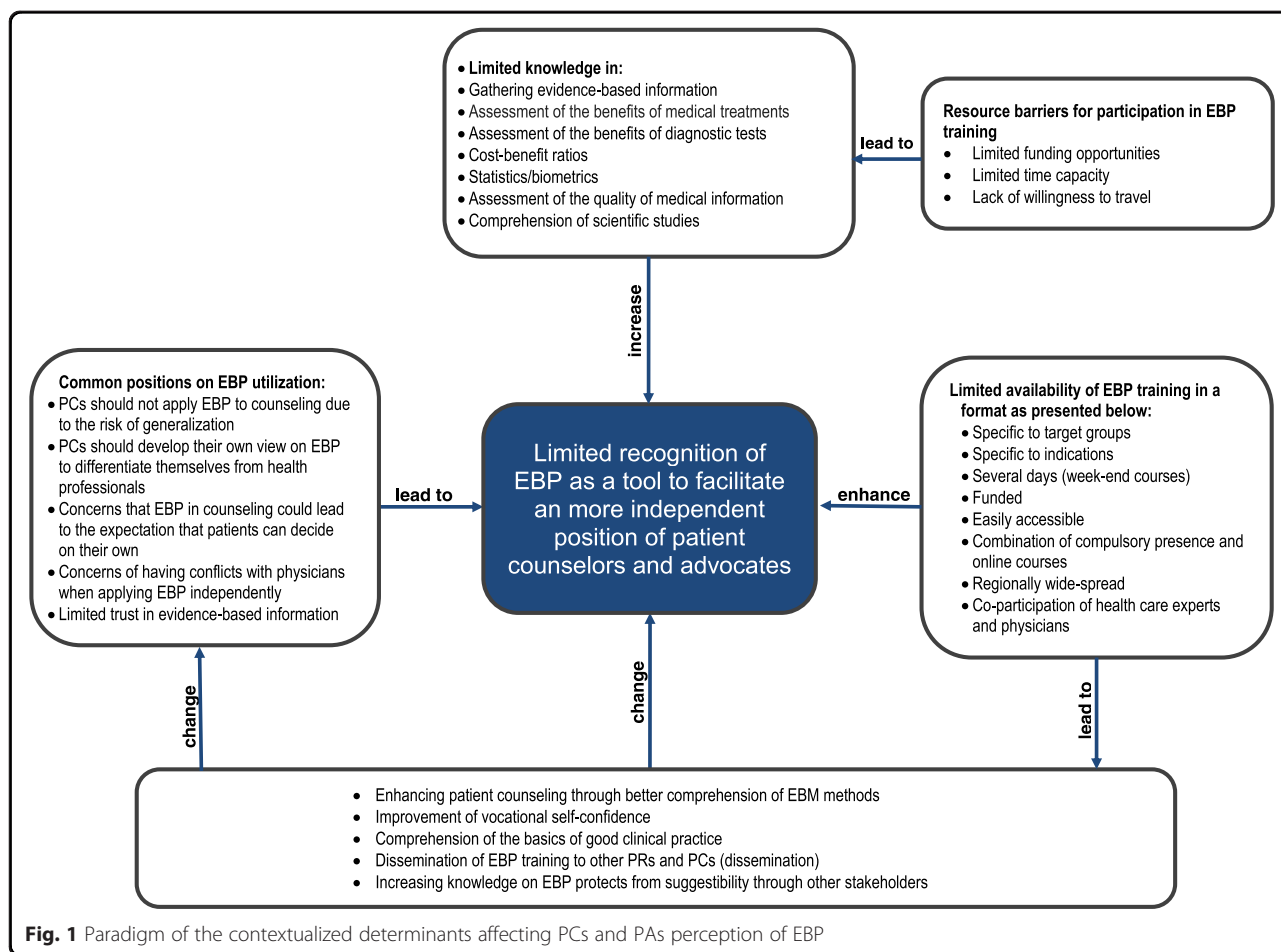 • Limited knowledge in:
• Gathering evidence-based information
• Assessment of the benefits of medical treatments
• Assessment of the benefits of diagnostic tests
• Cost-benefit ratios
• Statistics/biometrics
• Assessment of the quality of medical information
• Comprehension of scientific studies
lead to
Resource barriers for participation in EBP
training
• Limited funding opportunities
• Limited time capacity
• Lack of willingness to travel
increase
Common positions on EBP utilization:
• PCs should not apply EBP to counseling due
to the risk of generalization
• PCs should develop their own view on EBP
to differentiate themselves from health
professionals
• Concerns that EBP in counseling could lead
to the expectation that patients can decide
on their own
• Concerns of having conflicts with physicians
when applying EBP independently
• Limited trust in evidence-based information
lead to
Limited recognition of
EBP as a tool to facilitate
an more independent
position of patient
counselors and advocates
enhance
Limited availability of EBP training in a
format as presented below:
• Specific to target groups
• Specific to indications
• Several days (week-end courses)
• Funded
• Easily accessible
• Combination of compulsory presence and
online courses
• Regionally wide-spread
• Co-participation of health care experts
and physicians
change
change
lead to
• Enhancing patient counseling through better comprehension of EBM methods
• Improvement of vocational self-confidence
• Comprehension of the basics of good clinical practice
• Dissemination of EBP training to other PRs and PCs (dissemination)
• Increasing knowledge on EBP protects from suggestibility through other stakeholders
Fig. 1 Paradigm of the contextualized determinants affecting PCs and PAs perception of EBP